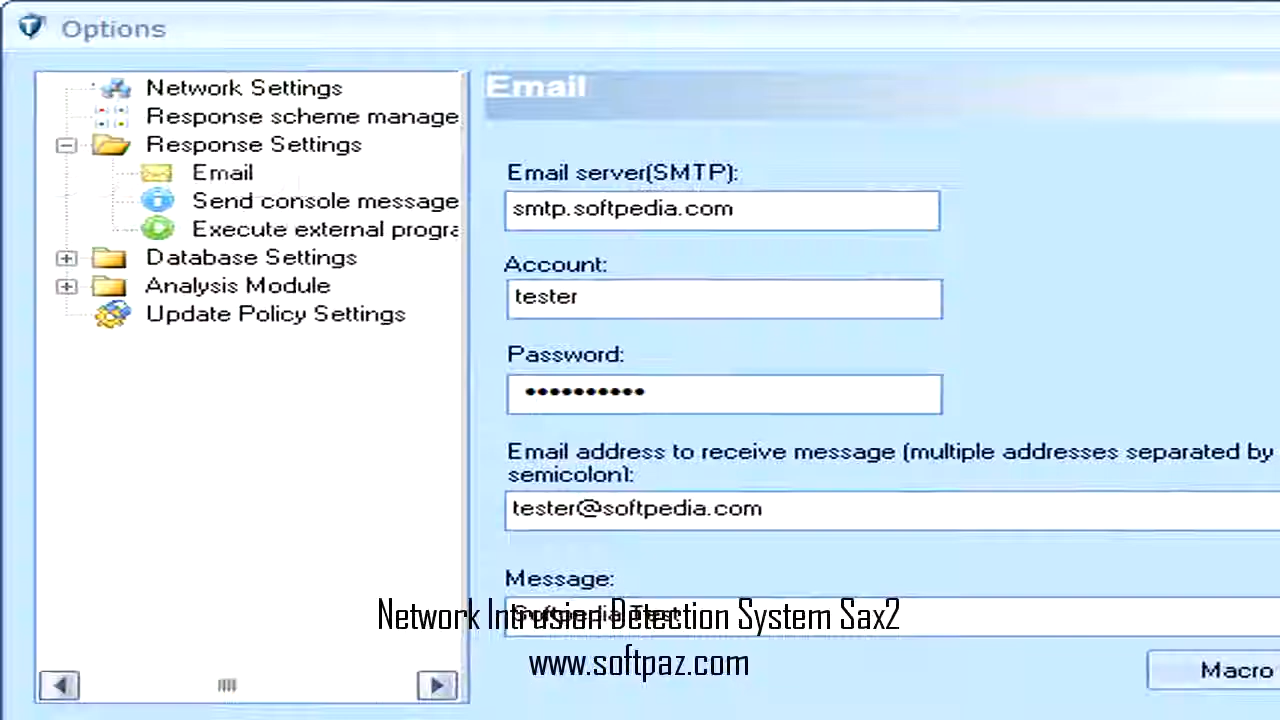 Options
Network Settings
Response scheme manage
Response Settings
Email
Send console message
Execute external progra
Database Settings
Analysis Module
Update Policy Settings
Email
Email server(SMTP):
smtp.softpedia.com
Account:
tester
Password:
••••••••••
Email address to receive message (multiple addresses separated by
semicolon):
tester@softpedia.com
Message:
Softpedia Test
Network Intrusion Detection System Sax2
www.softpaz.com
Macro